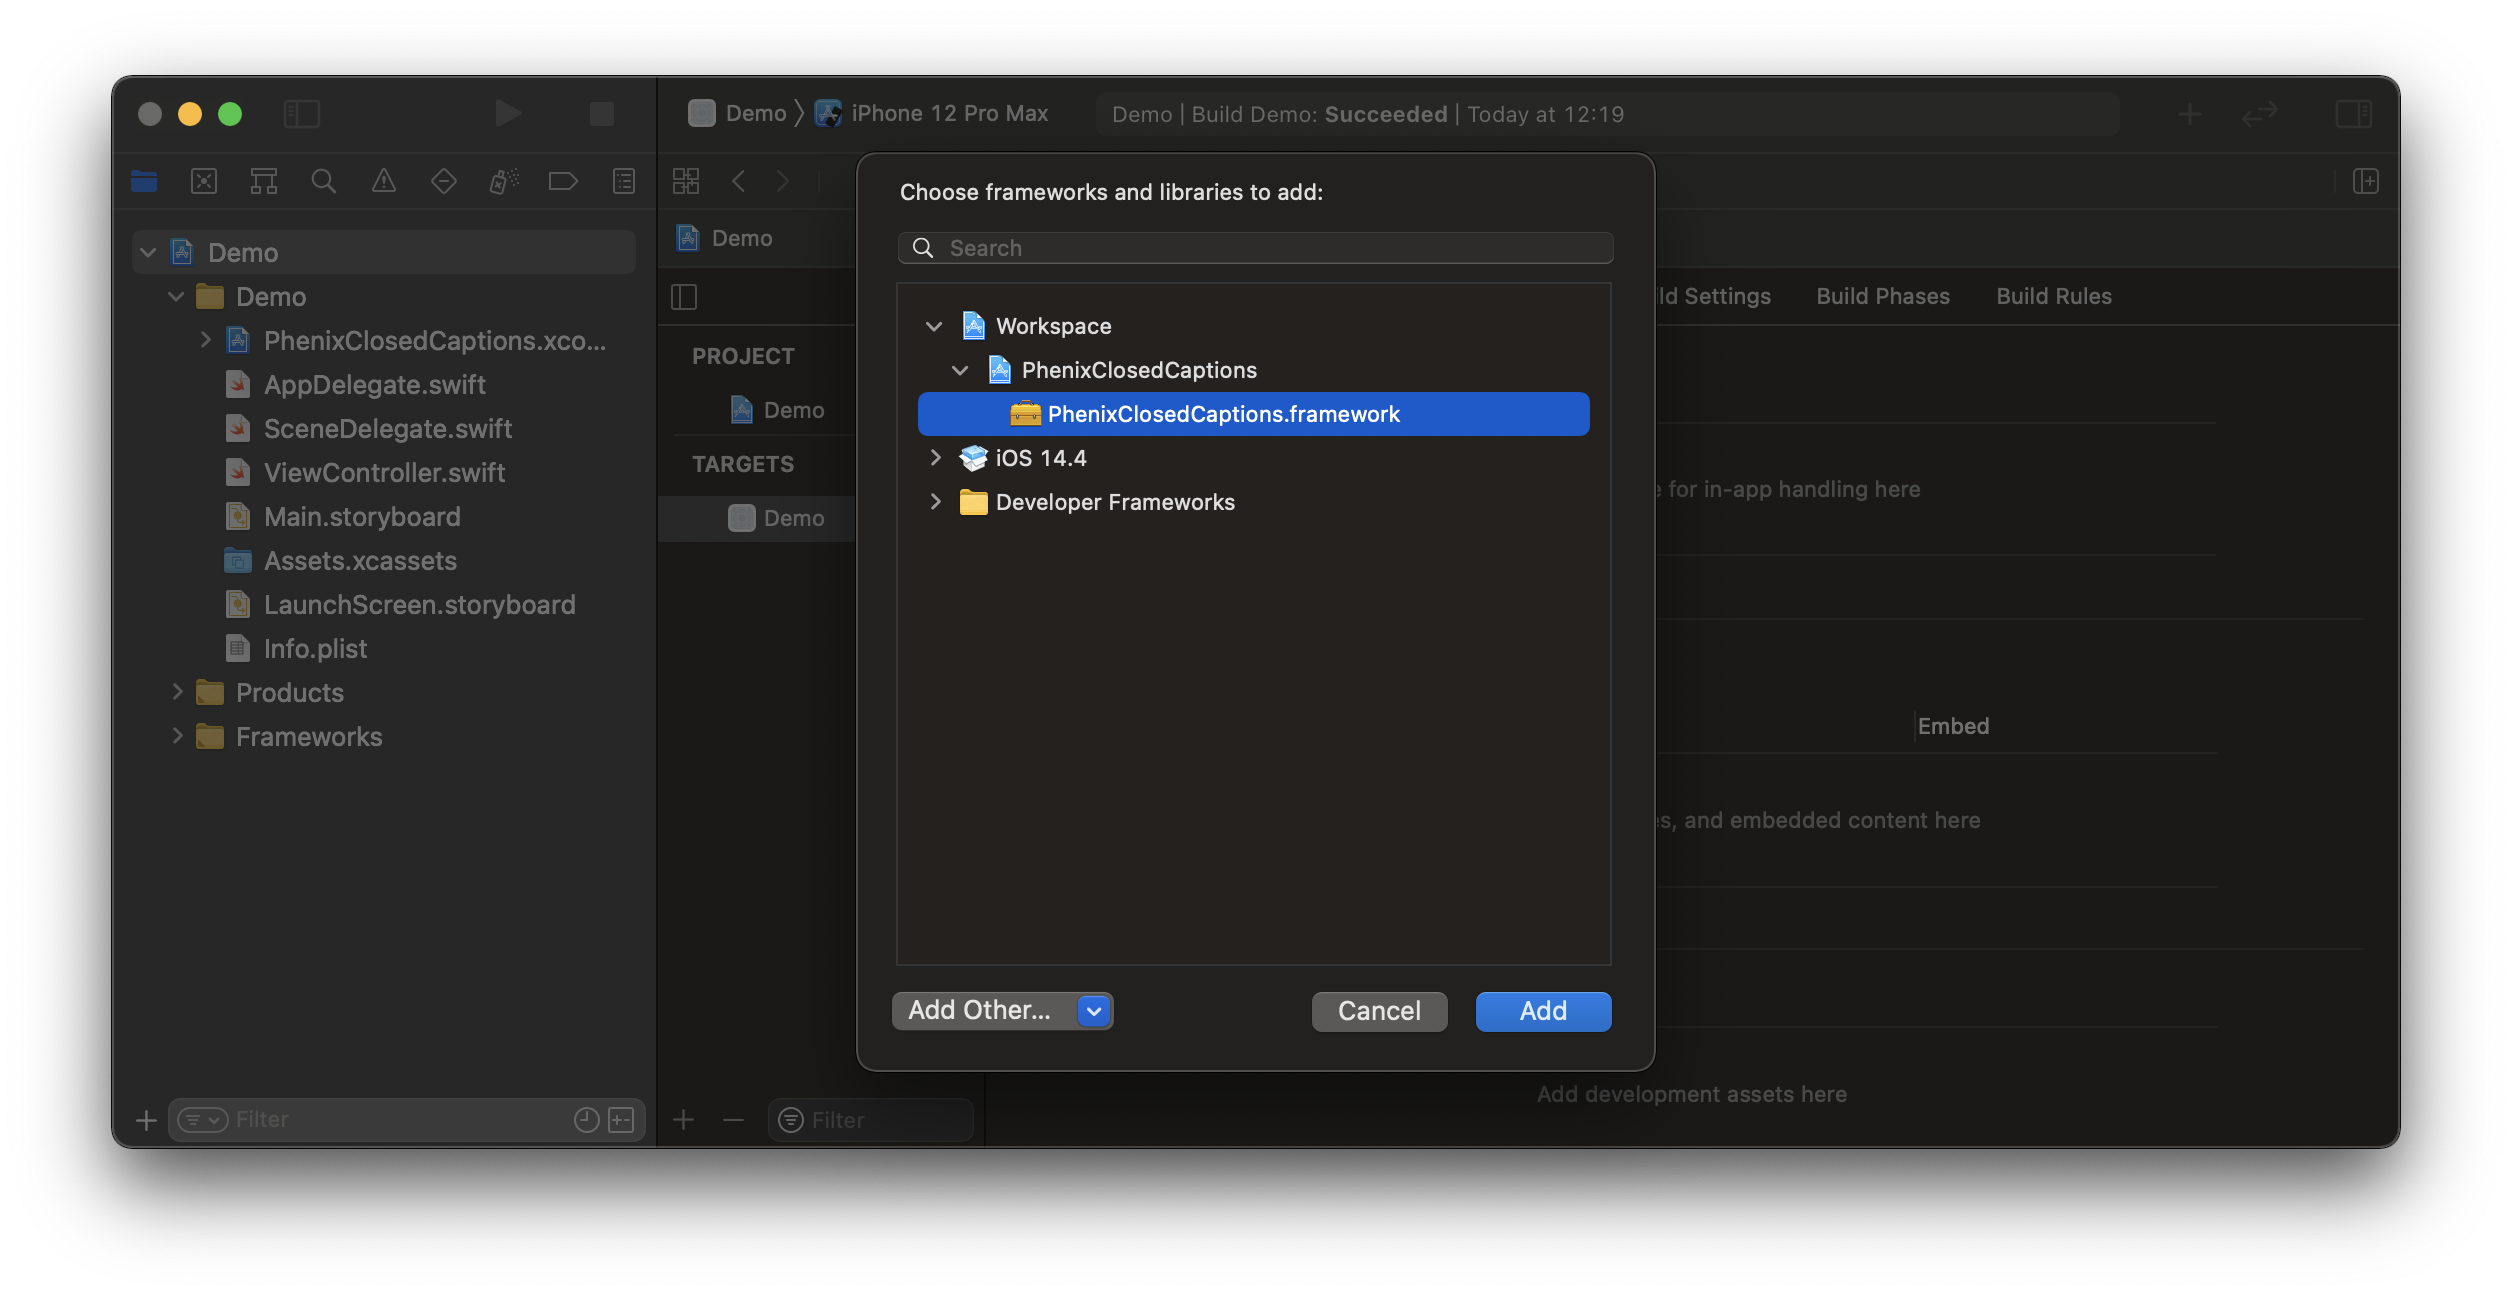 Demo 〉 iPhone 12 Pro Max
Demo | Build Demo: Succeeded | Today at 12:19
Demo
Demo
PhenixClosedCaptions.xco...
AppDelegate.swift
SceneDelegate.swift
ViewController.swift
Main.storyboard
Assets.xcassets
LaunchScreen.storyboard
Info.plist
Products
Frameworks
Filter
Demo
PROJECT
Demo
TARGETS
Demo
Filter
Choose frameworks and libraries to add:
Search
Workspace
PhenixClosedCaptions
PhenixClosedCaptions.framework
iOS 14.4
Developer Frameworks
Add Other...
Cancel
Add
Settings
Build Phases
Build Rules
for in-app handling here
Embed
and embedded content here
Add development assets here